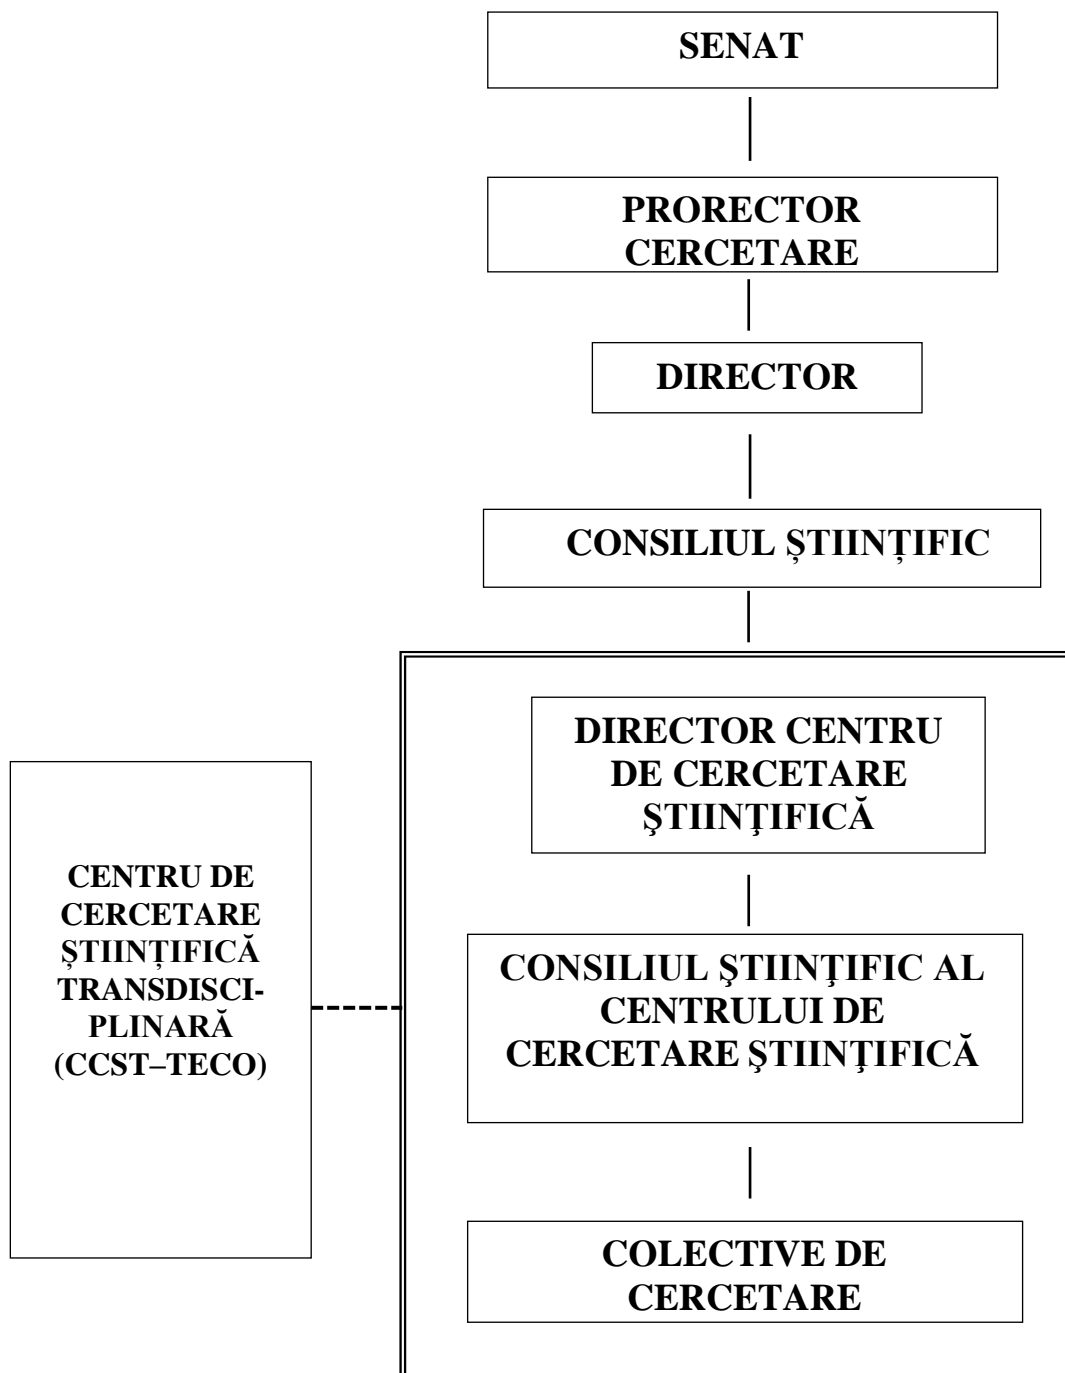 SENAT
PRORECTOR
CERCETARE
DIRECTOR
CONSILIUL ȘTIINȚIFIC
DIRECTOR CENTRU
DE CERCETARE
ŞTIINŢIFICĂ
CENTRU DE
CERCETARE
ȘTIINȚIFICĂ
TRANSDISCI-
PLINARĂ
(CCST–TECO)
CONSILIUL ŞTIINŢIFIC AL
CENTRULUI DE
CERCETARE ŞTIINŢIFICĂ
COLECTIVE DE
CERCETARE